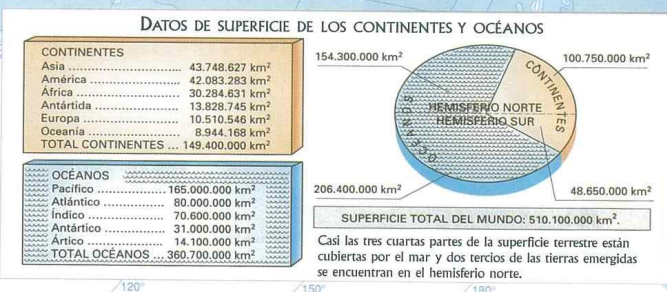 DATOS DE SUPERFICIE DE LOS CONTINENTES Y OCÉANOS
CONTINENTES
Asia ............................ 43.748.627 km²
América ..................... 42.083.283 km²
África ......................... 30.284.631 km²
Antártida ................... 13.828.745 km²
Europa ....................... 10.510.546 km²
Oceanía ..................... 8.944.168 km²
TOTAL CONTINENTES ... 149.400.000 km²
OCÉANOS
Pacífico ................. 165.000.000 km²
Atlántico ............... 80.000.000 km²
Índico .................... 70.600.000 km²
Antártico .............. 31.000.000 km²
Ártico .................... 14.100.000 km²
TOTAL OCÉANOS ... 360.700.000 km²
154.300.000 km²
100.750.000 km²
CONTINENTES
OCÉANOS
HEMISFERIO NORTE
HEMISFERIO SUR
206.400.000 km²
48.650.000 km²
SUPERFICIE TOTAL DEL MUNDO: 510.100.000 km².
Casi las tres cuartas partes de la superficie terrestre están
cubiertas por el mar y dos tercios de las tierras emergidas
se encuentran en el hemisferio norte.
120° 150° 180°